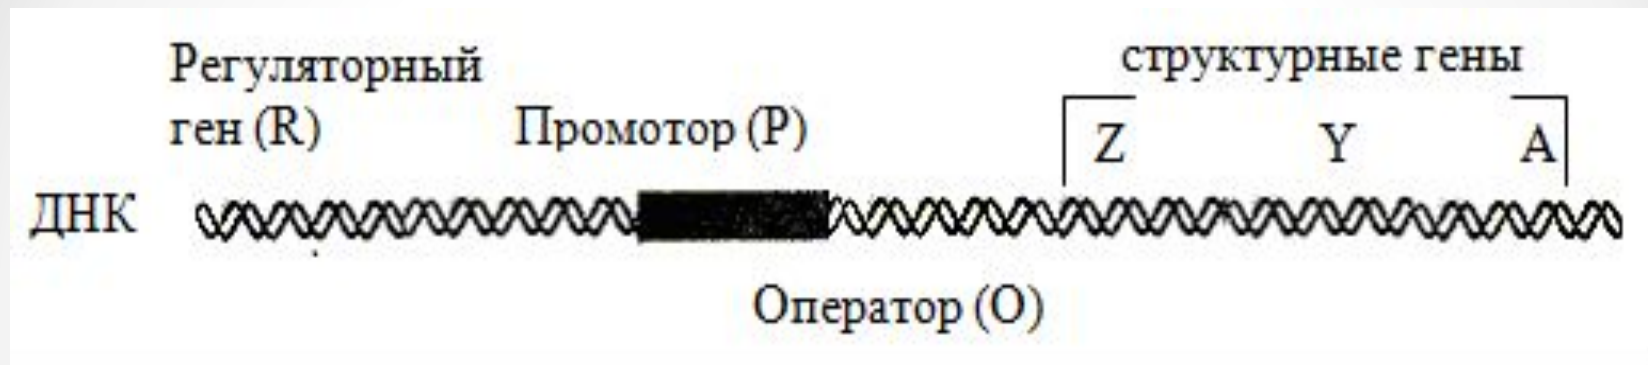 Регуляторный
ген (R)
Промотор (P)
структурные гены
Z Y A
ДНК
Оператор (O)